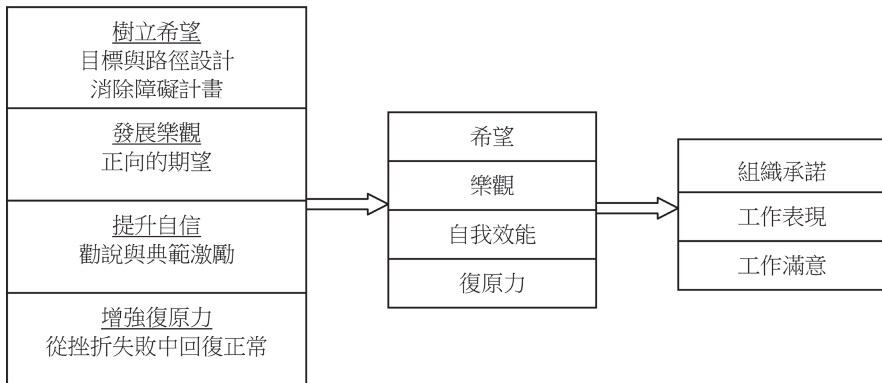 樹立希望
目標與路徑設計
消除障礙計畫
發展樂觀
正向的期望
提升自信
勸說與典範激勵
增強復原力
從挫折失敗中回復正常
希望
樂觀
自我效能
復原力
組織承諾
工作表現
工作滿意